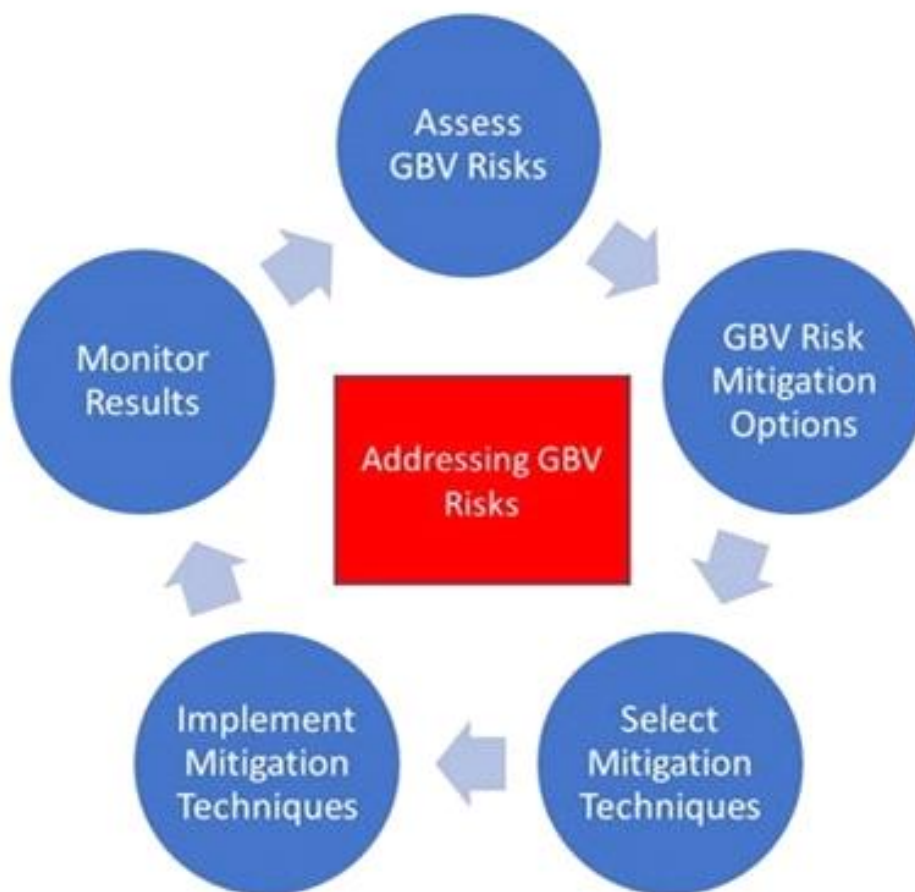 Assess
GBV Risks
GBV Risk
Mitigation
Options
Select
Mitigation
Techniques
Implement
Mitigation
Techniques
Monitor
Results
Addressing GBV
Risks